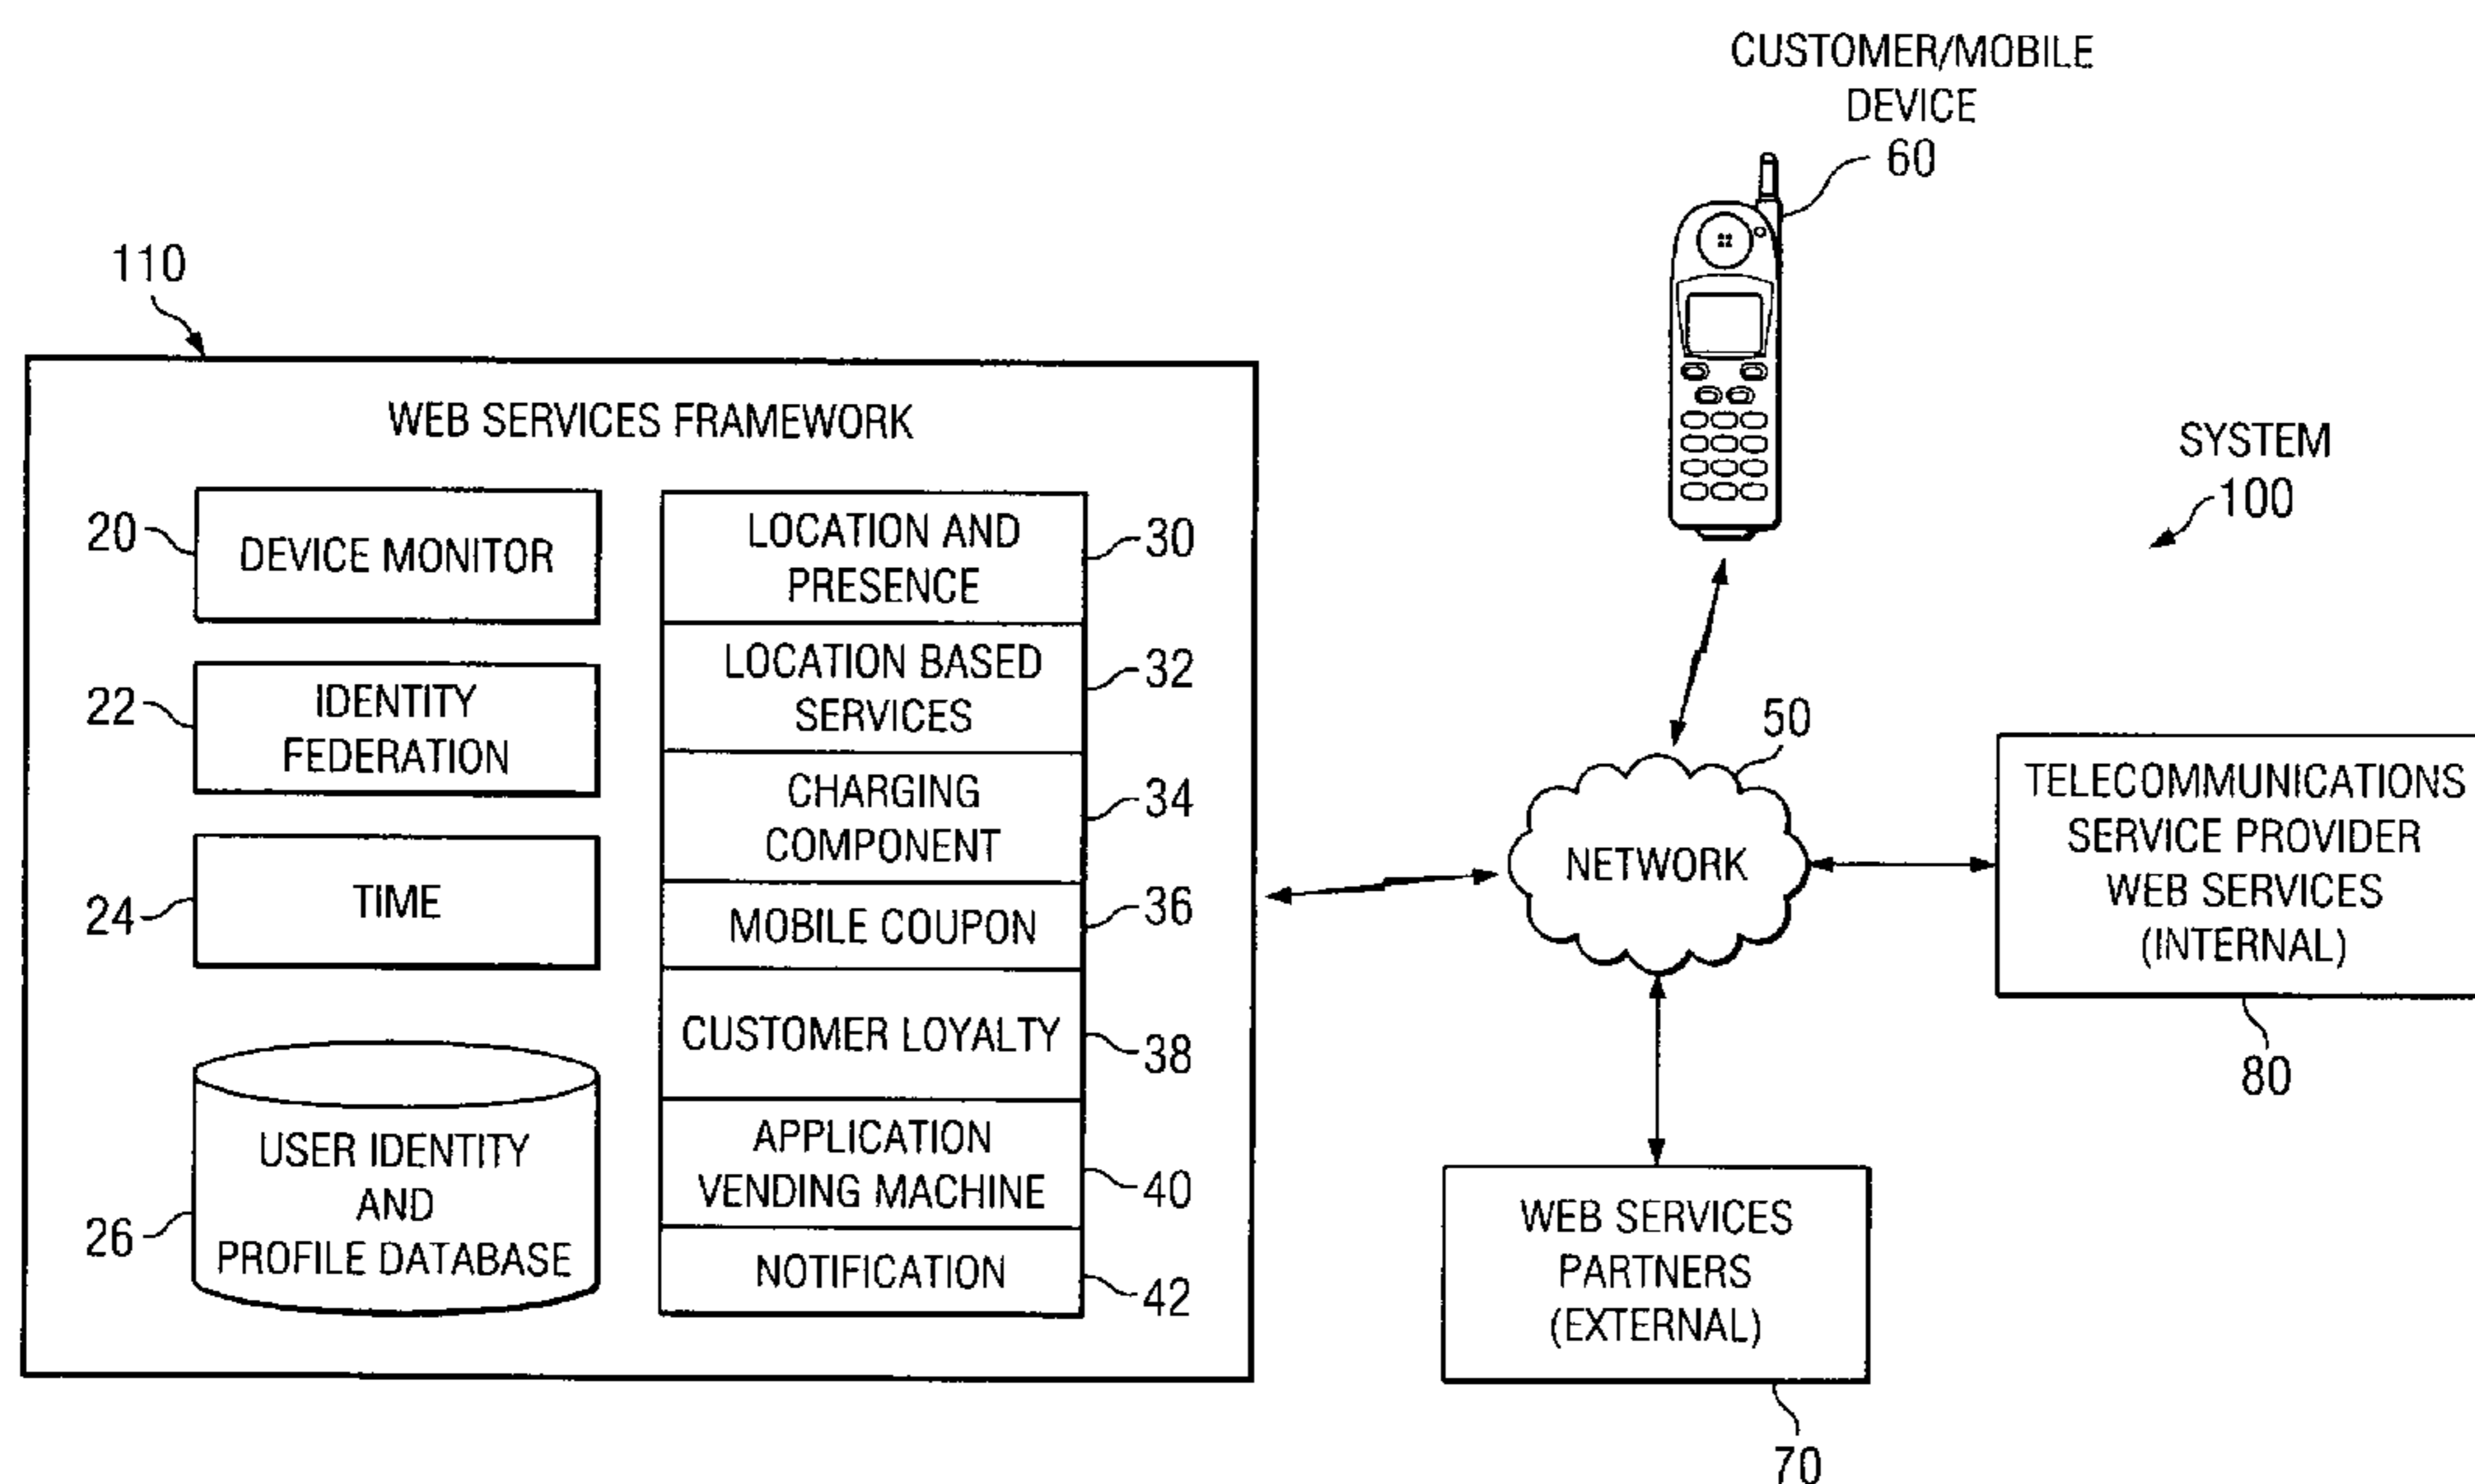 CUSTOMER/MOBILE
DEVICE
60
110
SYSTEM
100
WEB SERVICES FRAMEWORK
20
DEVICE MONITOR
22
IDENTITY
FEDERATION
24
TIME
26
USER IDENTITY
AND
PROFILE DATABASE
LOCATION AND
PRESENCE
30
LOCATION BASED
SERVICES
32
CHARGING
COMPONENT
34
MOBILE COUPON
36
CUSTOMER LOYALTY
38
APPLICATION
VENDING MACHINE
40
NOTIFICATION
42
50
NETWORK
TELECOMMUNICATIONS
SERVICE PROVIDER
WEB SERVICES
(INTERNAL)
80
WEB SERVICES
PARTNERS
(EXTERNAL)
70